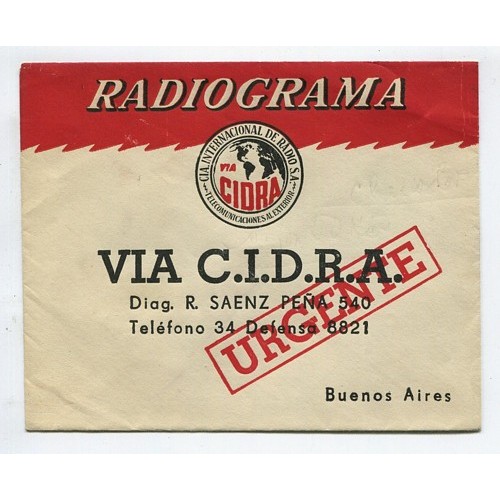 RADIOGRAMA
CIA. INTERNACIONAL DE RADIO S.A.
VIA
CIDRA
TELECOMUNICACIONES AL EXTERIOR
VIA C.I.D.R.A.
Diag. R. SAENZ PEÑA 540
Teléfono 34 Defensa 8821
URGENTE
Buenos Aires